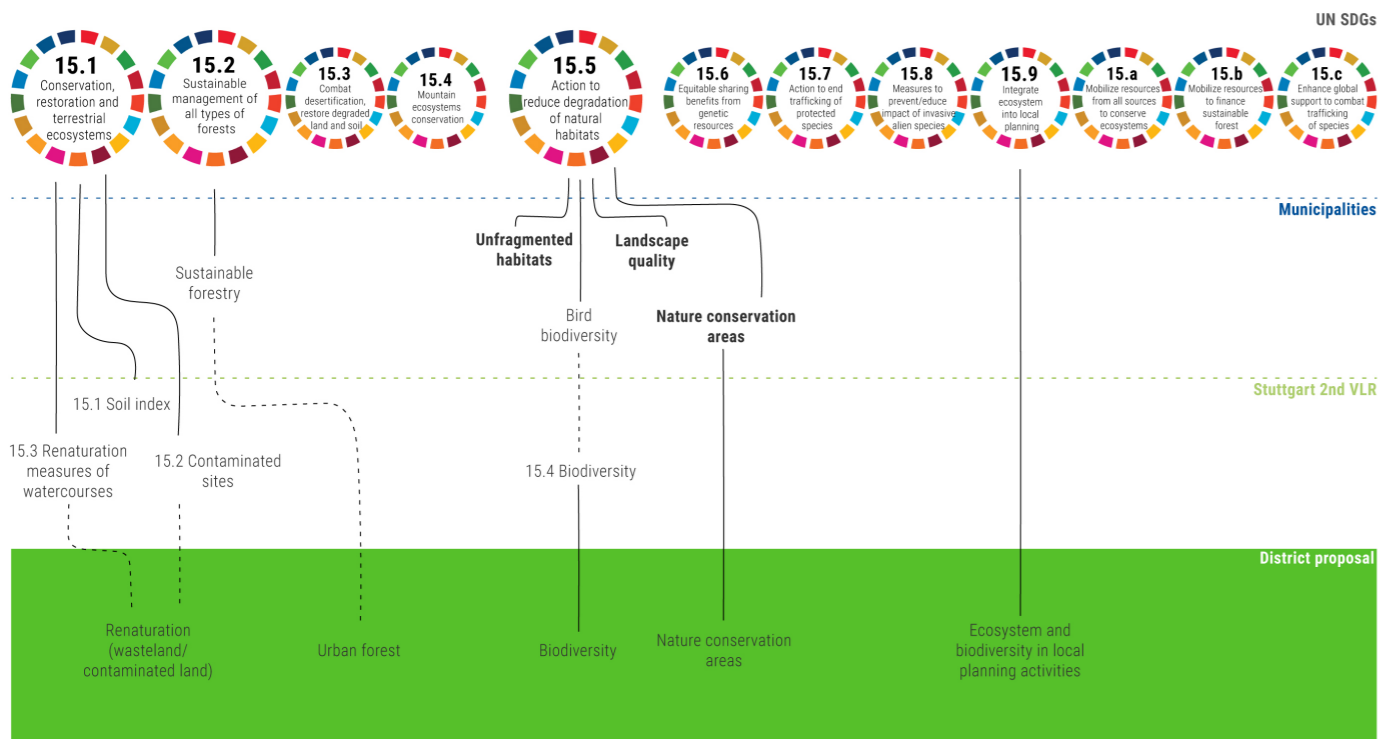 UN SDGs
15.1
Conservation,
restoration and
terrestrial
ecosystems
15.2
Sustainable
management of
all types of
forests
15.3
Combat
desertification,
restore degraded
land and soil
15.4
Mountain
ecosystems
conservation
15.5
Action to
reduce degradation
of natural
habitats
15.6
Equitable sharing
benefits from
genetic
resources
15.7
Action to end
trafficking of
protected
species
15.8
Measures to
prevent/educe
impact of invasive
alien species
15.9
Integrate
ecosystem
into local
planning
15.a
Mobilize resources
from all sources
to conserve
ecosystems
15.b
Mobilize resources
to finance
sustainable
forest
15.c
Enhance global
support to combat
trafficking
of species
Municipalities
Unfragmented
habitats
Landscape
quality
Sustainable
forestry
Bird
biodiversity
Nature conservation
areas
Stuttgart 2nd VLR
15.1 Soil index
15.3 Renaturation
measures of
watercourses
15.2 Contaminated
sites
15.4 Biodiversity
District proposal
Renaturation
(wasteland/
contaminated land)
Urban forest
Biodiversity
Nature conservation
areas
Ecosystem and
biodiversity in local
planning activities